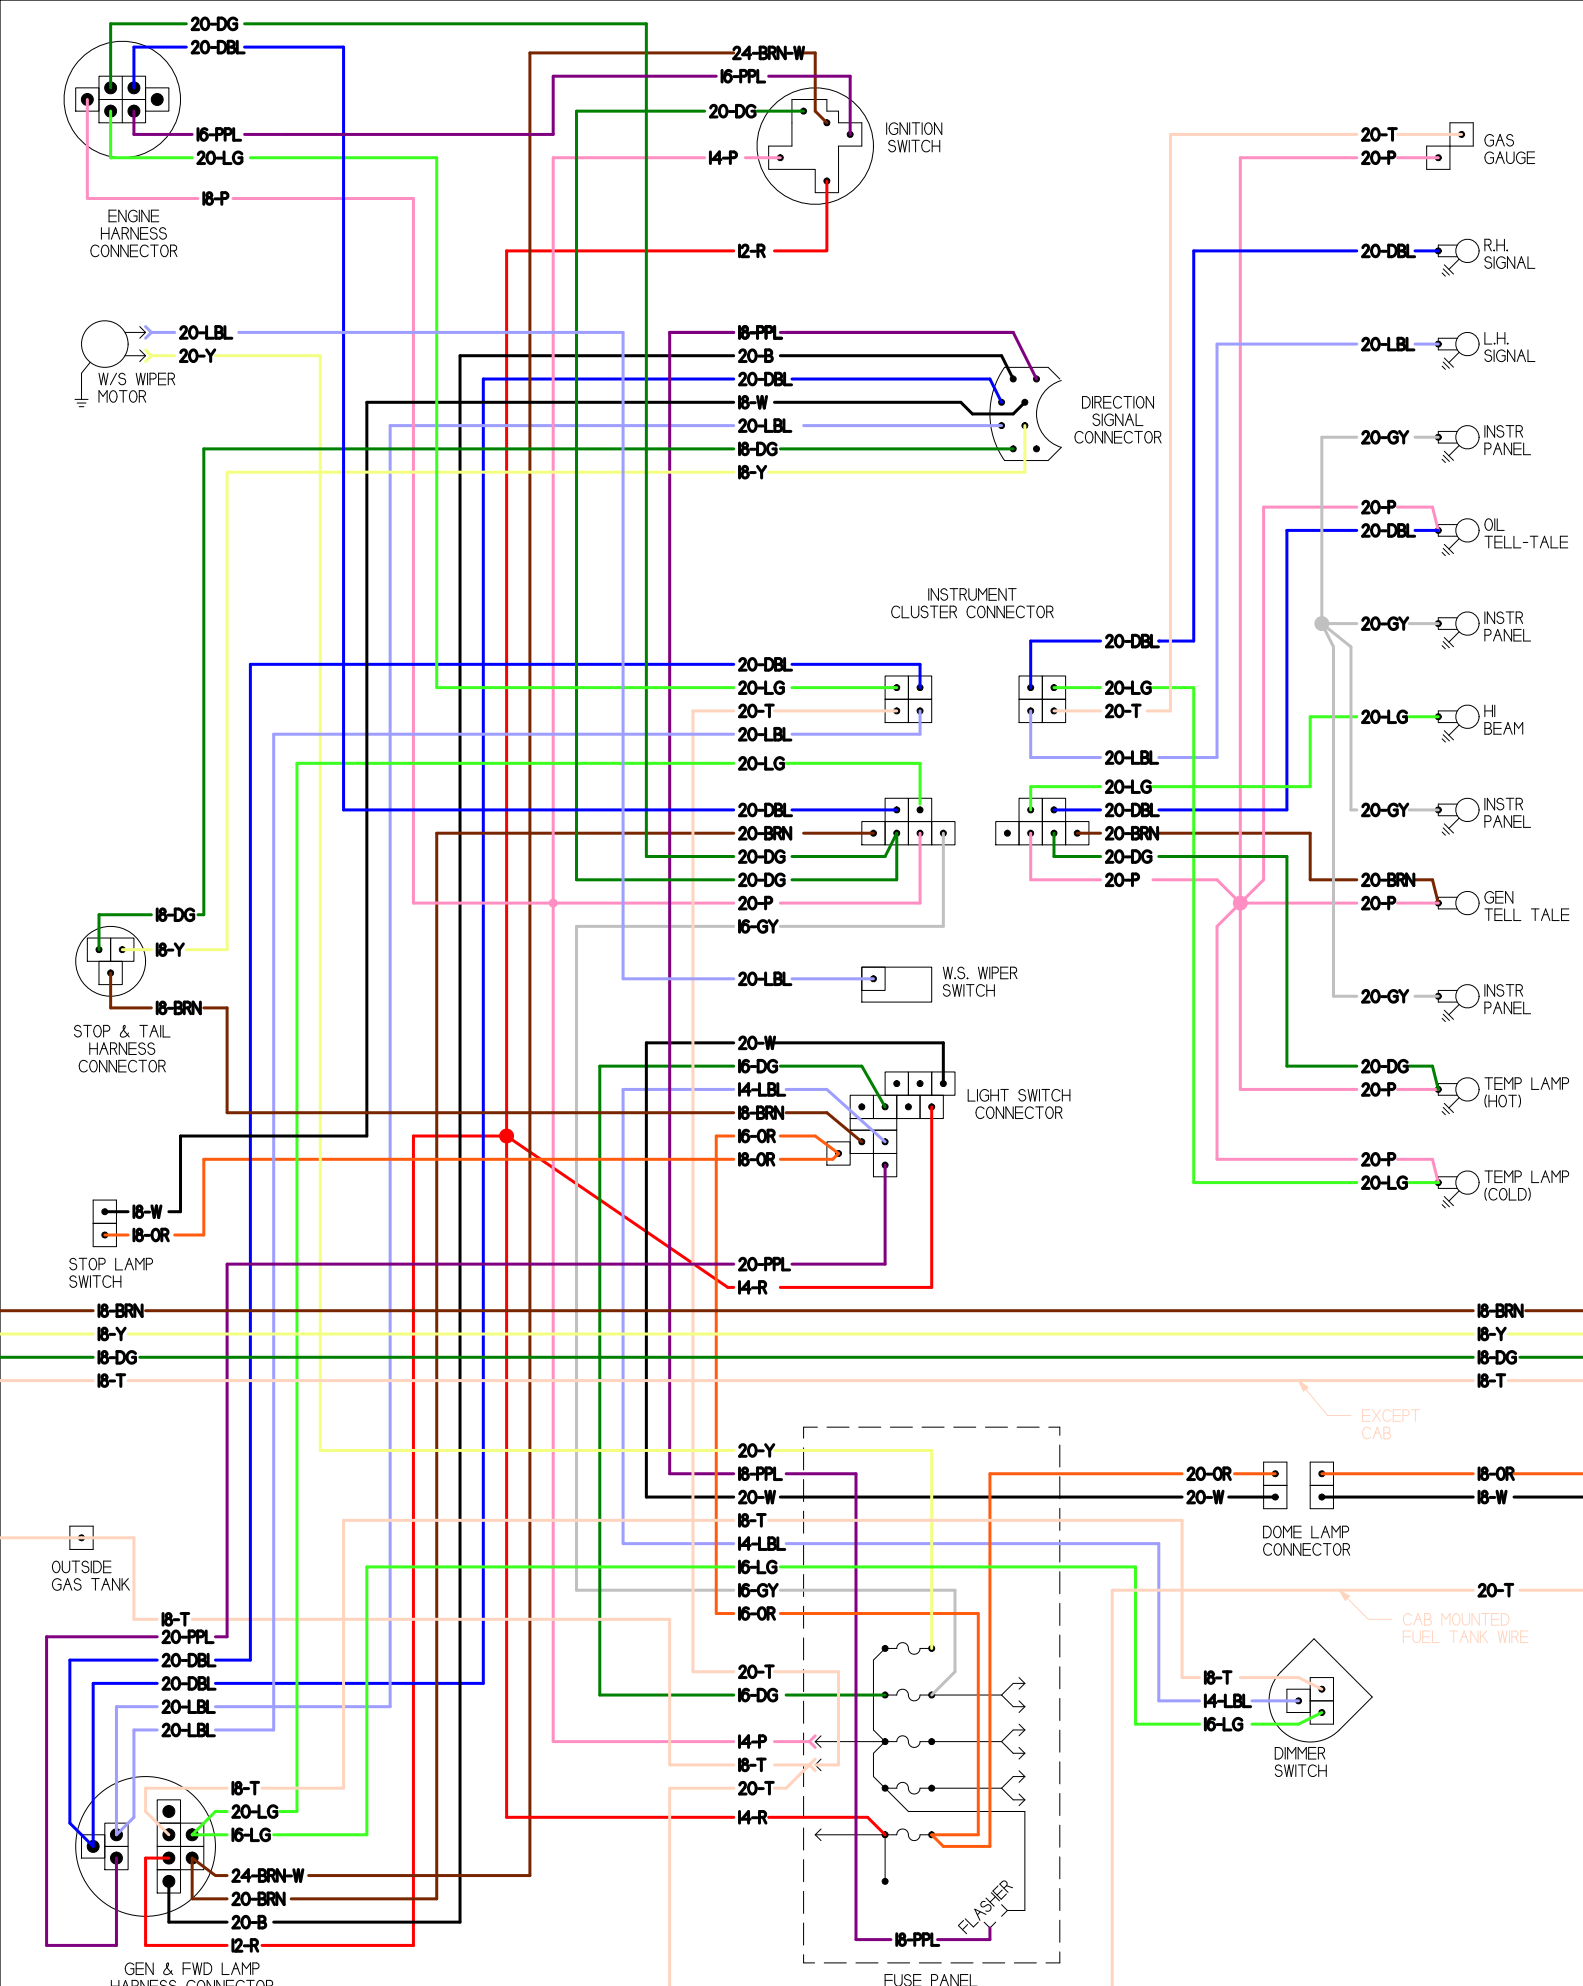 20-DG
20-DBL
24-BRN-W
16-PPL
20-DG
IGNITION
SWITCH
16-PPL
20-LG
14-P
18-P
ENGINE
HARNESS
CONNECTOR
12-R
20-T
20-P
GAS
GAUGE
20-DBL
R.H.
SIGNAL
20-LBL
20-Y
W/S WIPER
MOTOR
18-PPL
20-B
20-DBL
18-W
20-LBL
18-DG
18-Y
DIRECTION
SIGNAL
CONNECTOR
20-LBL
L.H.
SIGNAL
20-GY
INSTR
PANEL
20-P
20-DBL
OIL
TELL-TALE
INSTRUMENT
CLUSTER CONNECTOR
20-GY
INSTR
PANEL
20-DBL
20-LG
20-T
20-LBL
20-LG
20-DBL
20-BRN
20-DG
20-DG
20-P
16-GY
20-DBL
20-LG
20-T
20-LBL
20-LG
20-DBL
20-BRN
20-DG
20-P
20-LG
HI
BEAM
20-GY
INSTR
PANEL
20-BRN
20-P
GEN
TELL TALE
18-DG
18-Y
18-BRN
STOP & TAIL
HARNESS
CONNECTOR
20-LBL
W.S. WIPER
SWITCH
20-GY
INSTR
PANEL
20-W
16-DG
14-LBL
18-BRN
16-OR
18-OR
LIGHT SWITCH
CONNECTOR
20-DG
20-P
TEMP LAMP
(HOT)
20-P
20-LG
TEMP LAMP
(COLD)
18-W
18-OR
STOP LAMP
SWITCH
20-PPL
14-R
18-BRN
18-Y
18-DG
18-T
18-BRN
18-Y
18-DG
18-T
EXCEPT
CAB
20-Y
18-PPL
20-W
18-T
14-LBL
16-LG
16-GY
16-OR
20-OR
20-W
18-OR
18-W
DOME LAMP
CONNECTOR
OUTSIDE
GAS TANK
20-T
CAB MOUNTED
FUEL TANK WIRE
18-T
20-PPL
20-DBL
20-DBL
20-LBL
20-LBL
20-T
16-DG
14-P
18-T
20-T
14-R
18-T
14-LBL
16-LG
DIMMER
SWITCH
18-T
20-LG
16-LG
24-BRN-W
20-BRN
20-B
12-R
FLASHER
18-PPL
GEN & FWD LAMP
HARNESS CONNECTOR
FUSE PANEL